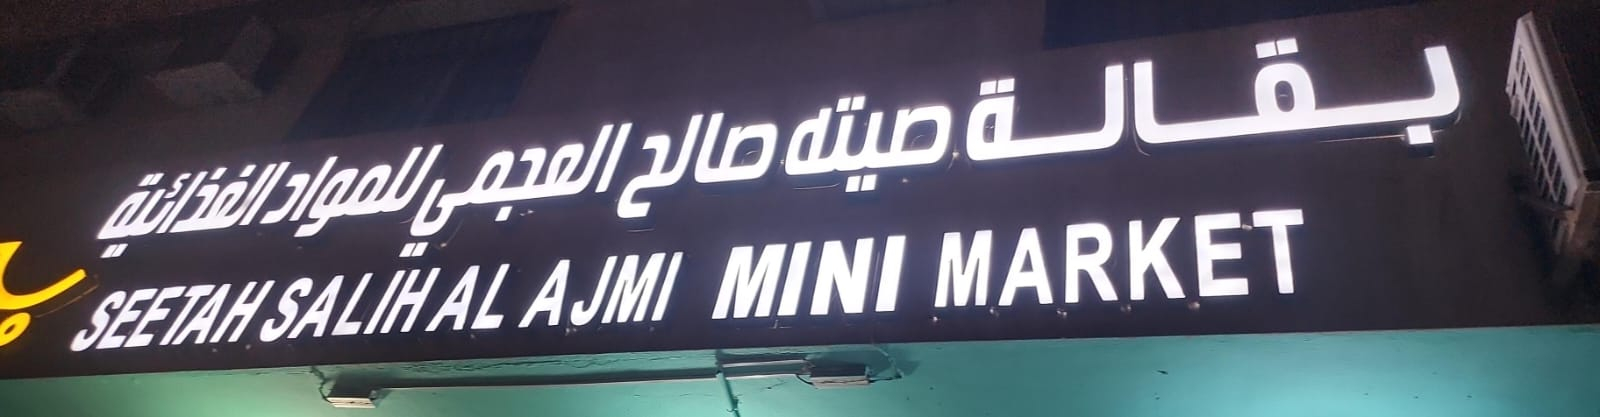 بقالة صيته صالح العجمي للمواد الغذائية
SEETAH SALIH AL AJMI MINI MARKET